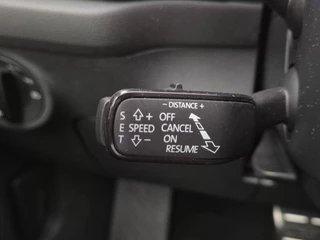 – DISTANCE +
S ⇧+ OFF
E SPEED CANCEL
T ⇩– ON
RESUME